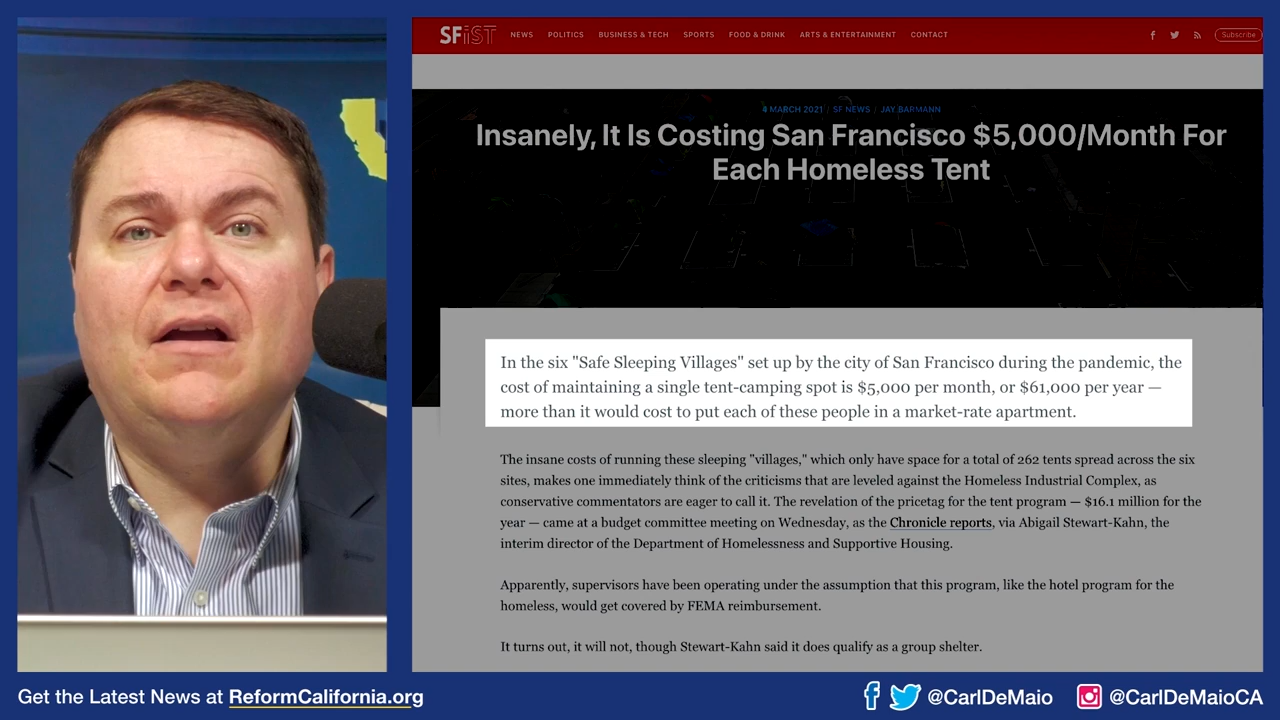 SFiST
NEWS POLITICS BUSINESS & TECH SPORTS FOOD & DRINK ARTS & ENTERTAINMENT CONTACT
Subscribe
4 MARCH 2021 / SF NEWS / JAY BARMANN
Insanely, It Is Costing San Francisco $5,000/Month For
Each Homeless Tent
In the six "Safe Sleeping Villages" set up by the city of San Francisco during the pandemic, the
cost of maintaining a single tent-camping spot is $5,000 per month, or $61,000 per year —
more than it would cost to put each of these people in a market-rate apartment.
The insane costs of running these sleeping "villages," which only have space for a total of 262 tents spread across the six
sites, makes one immediately think of the criticisms that are leveled against the Homeless Industrial Complex, as
conservative commentators are eager to call it. The revelation of the pricetag for the tent program — $16.1 million for the
year — came at a budget committee meeting on Wednesday, as the Chronicle reports, via Abigail Stewart-Kahn, the
interim director of the Department of Homelessness and Supportive Housing.
Apparently, supervisors have been operating under the assumption that this program, like the hotel program for the
homeless, would get covered by FEMA reimbursement.
It turns out, it will not, though Stewart-Kahn said it does qualify as a group shelter.
Get the Latest News at ReformCalifornia.org
@CarlDeMaio @CarlDeMaioCA